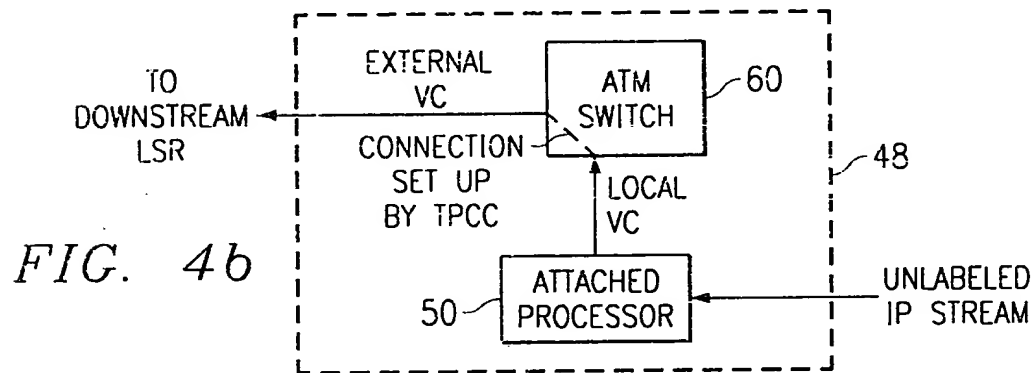 TO
DOWNSTREAM
LSR
EXTERNAL
VC
ATM
SWITCH
60
CONNECTION
SET UP
BY TPCC
LOCAL
VC
48
FIG. 4b
50
ATTACHED
PROCESSOR
UNLABELED
IP STREAM